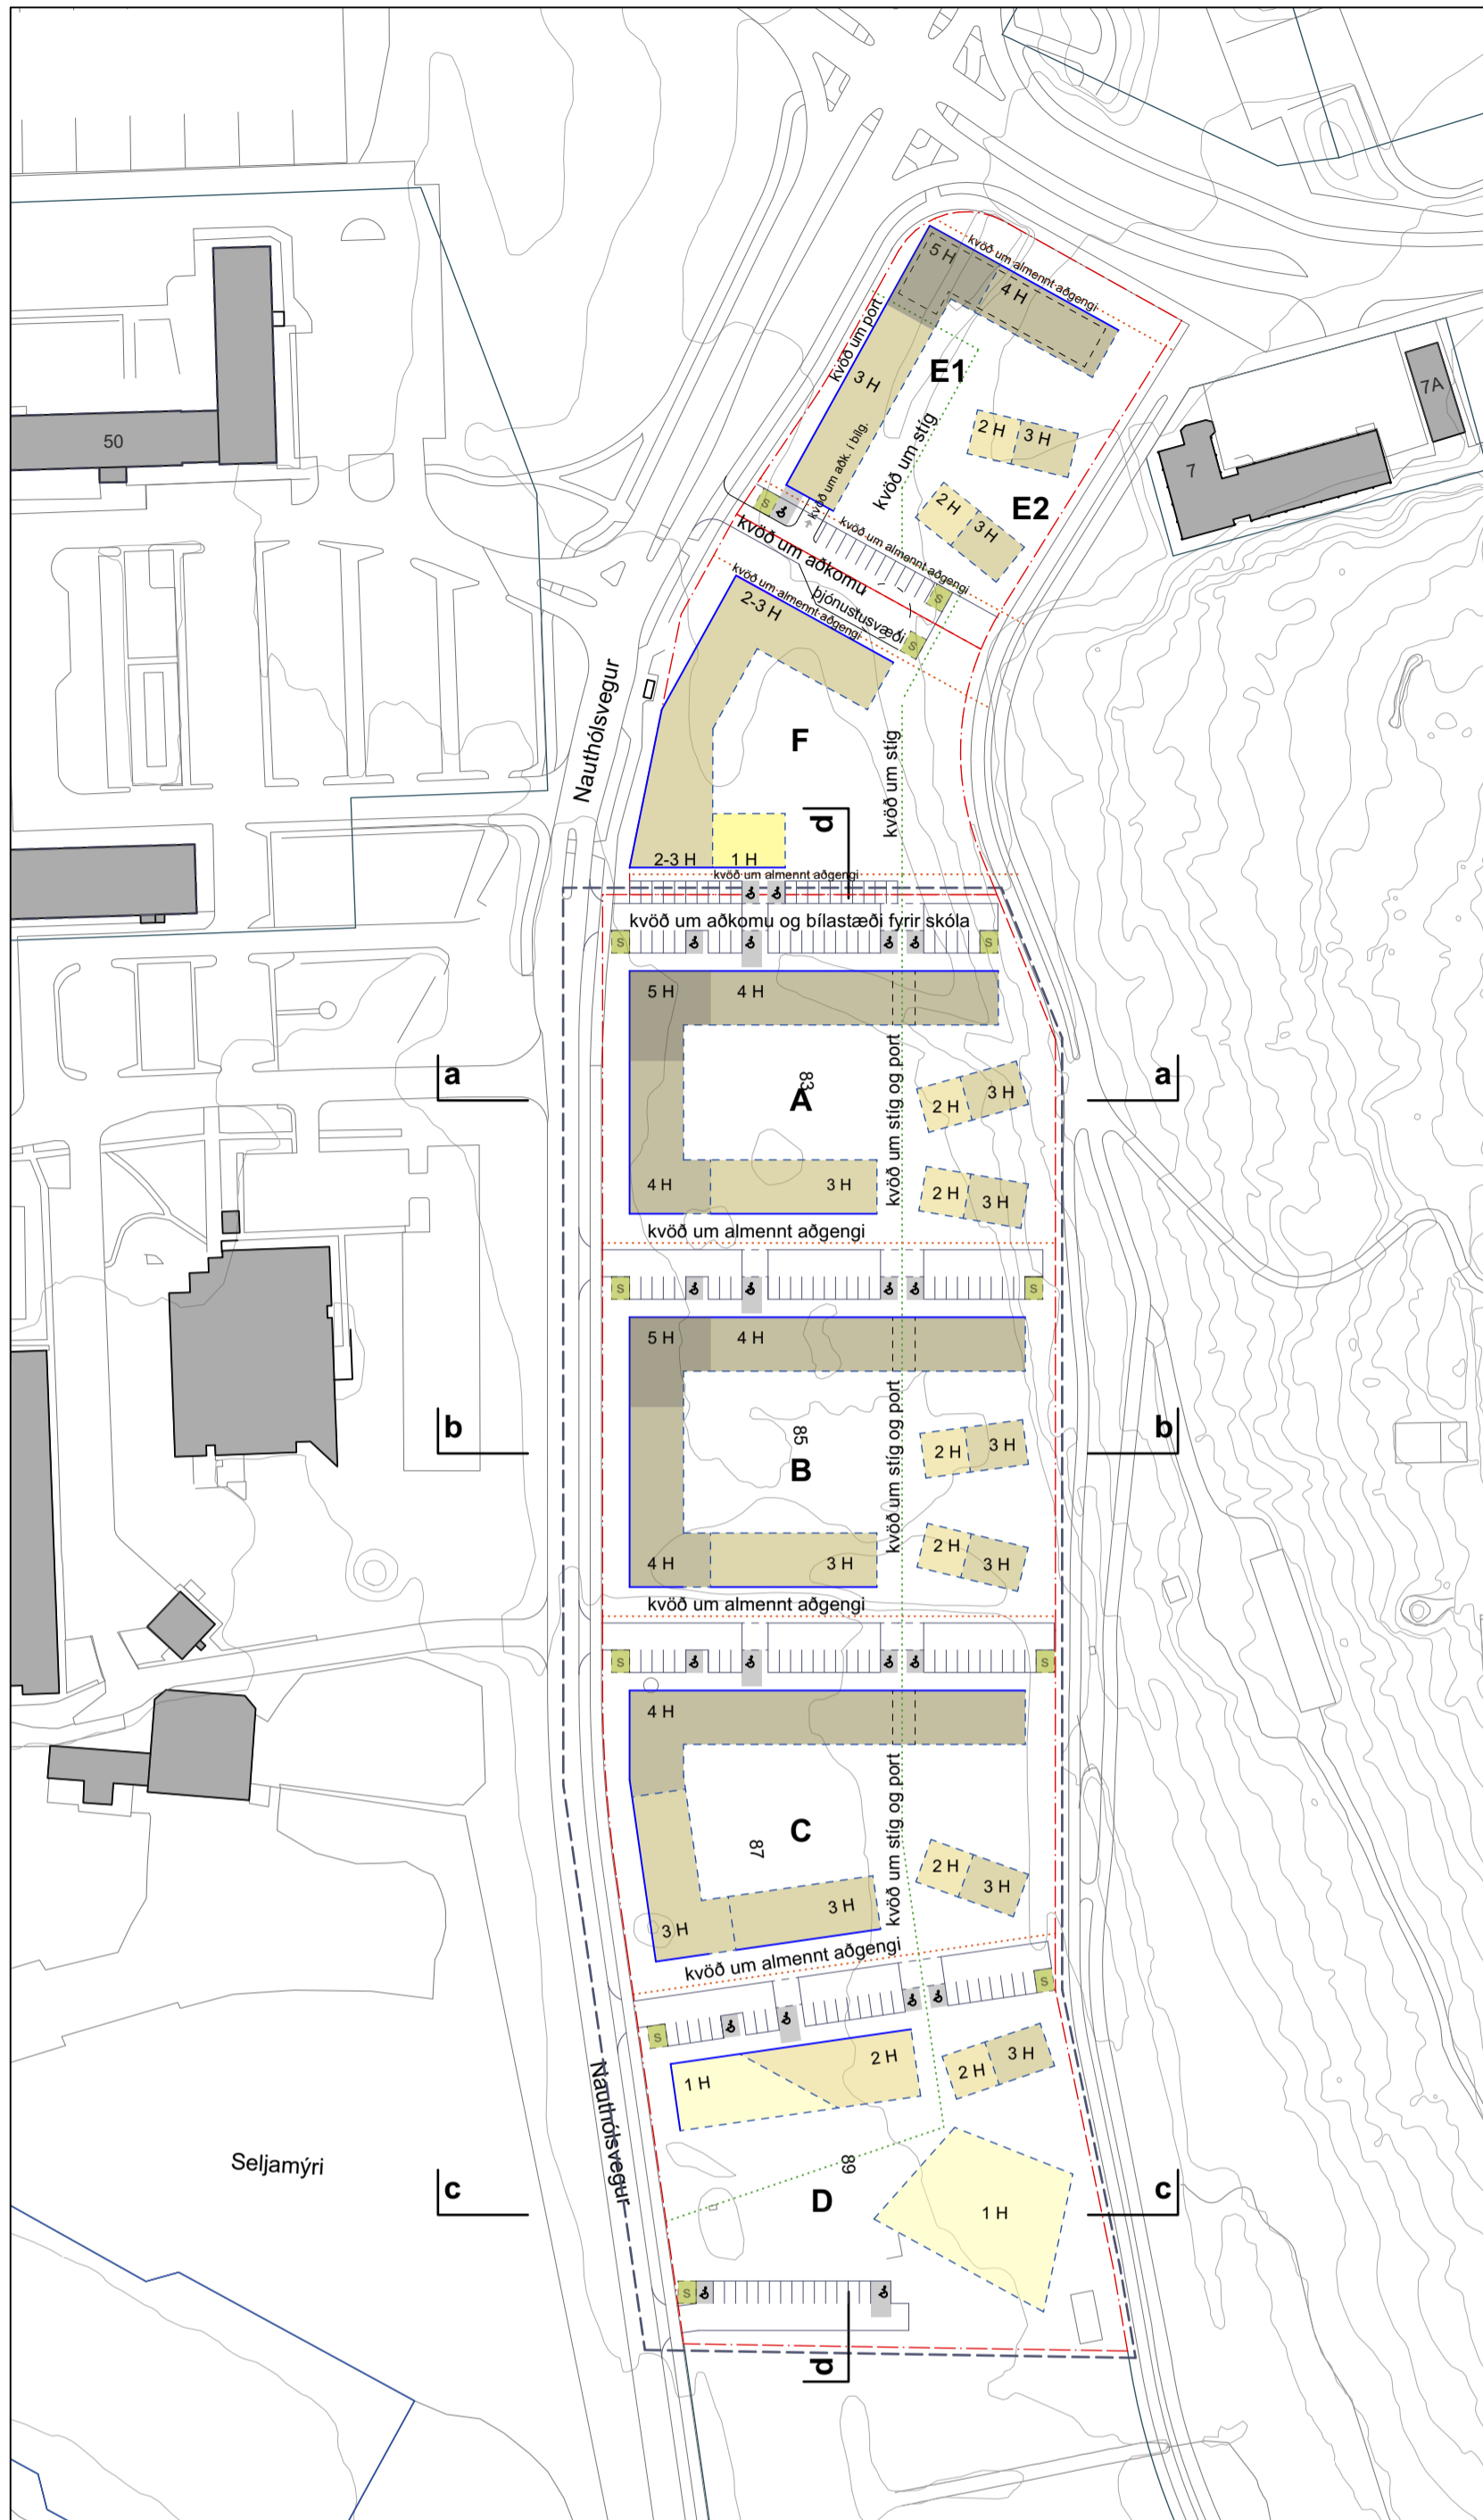 5 H
kvöð um almennt aðgengi
4 H
kvöð um port
E1
3 H
7A
50
7
2 H
3 H
kvöð um stíg
kvöð um aðk. í bílg.
2 H
3 H
E2
S
kvöð um almennt aðgengi
kvöð um aðkomu
S
þjónustusvæði
S
kvöð um almennt aðgengi
2-3 H
Nauthólsvegur
F
kvöð um stíg
d
2-3 H
1 H
kvöð um almennt aðgengi
kvöð um aðkomu og bílastæði fyrir skóla
S
S
5 H
4 H
a
83
A
kvöð um stíg og port
2 H
3 H
a
4 H
3 H
2 H
3 H
kvöð um almennt aðgengi
S
S
5 H
4 H
b
85
B
kvöð um stíg og port
2 H
3 H
b
4 H
3 H
2 H
3 H
kvöð um almennt aðgengi
S
S
4 H
C
87
kvöð um stíg og port
2 H
3 H
3 H
3 H
kvöð um almennt aðgengi
S
S
1 H
2 H
2 H
3 H
Nauthólsvegur
Seljamýri
89
c
D
1 H
c
S
d